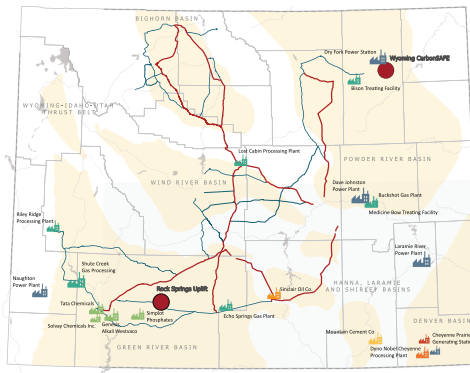 BIGHORN BASIN
Dry Fork Power Station
Wyoming CarbonSAFE
Bison Treating Facility
WYOMING-IDAHO-UTAH
THRUST BELT
Lost Cabin Processing Plant
POWDER RIVER BASIN
WIND RIVER BASIN
Dave Johnston
Power Plant
Buckshot Gas Plant
Medicine Bow Treating Facility
Riley Ridge
Processing Plant
Laramie River
Power Plant
Shute Creek
Gas Processing
Naughton
Power Plant
Rock Springs Uplift
Sinclair Oil Co.
HANNA, LARAMIE
AND SHIRLEY BASINS
Tata Chemicals
Simplot
Phosphates
Echo Springs Gas Plant
Solvay Chemicals Inc.
Genesis
Alkali Westvaco
DENVER BASIN
Mountain Cement Co
Cheyenne Prairie
Generating Stati
Dyno Nobel Cheyenne
Processing Plant
GREEN RIVER BASIN